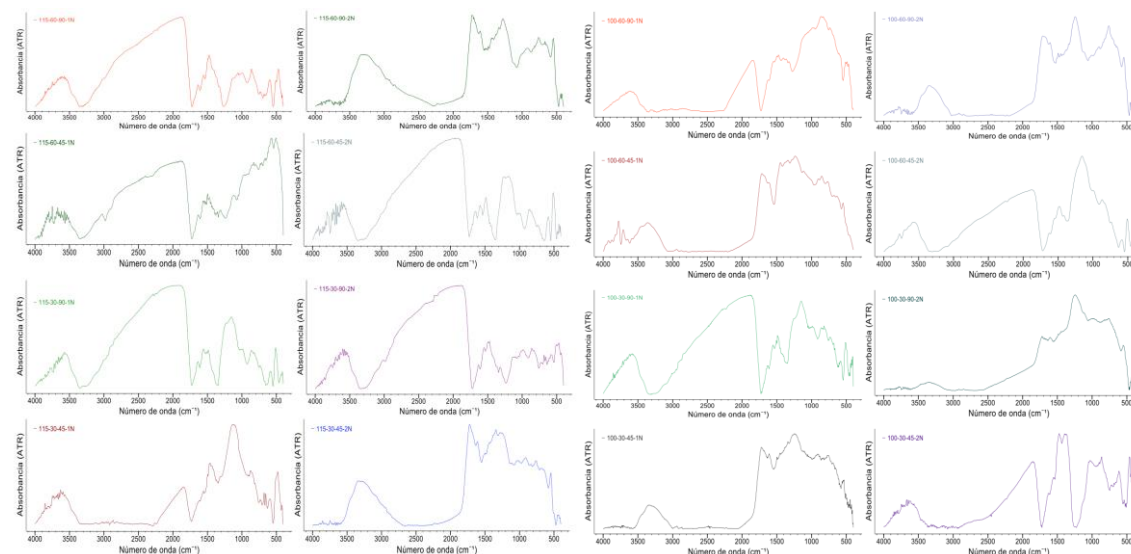 Absorbancia (ATR)
115-60-90-1N
4000 3500 3000 2500 2000 1500 1000 500
Número de onda (cm⁻¹)
Absorbancia (ATR)
115-60-90-2N
4000 3500 3000 2500 2000 1500 1000 500
Número de onda (cm⁻¹)
Absorbancia (ATR)
100-60-90-1N
4000 3500 3000 2500 2000 1500 1000 500
Número de onda (cm⁻¹)
Absorbancia (ATR)
100-60-90-2N
4000 3500 3000 2500 2000 1500 1000 500
Número de onda (cm⁻¹)
Absorbancia (ATR)
115-60-45-1N
4000 3500 3000 2500 2000 1500 1000 500
Número de onda (cm⁻¹)
Absorbancia (ATR)
115-60-45-2N
4000 3500 3000 2500 2000 1500 1000 500
Número de onda (cm⁻¹)
Absorbancia (ATR)
100-60-45-1N
4000 3500 3000 2500 2000 1500 1000 500
Número de onda (cm⁻¹)
Absorbancia (ATR)
100-60-45-2N
4000 3500 3000 2500 2000 1500 1000 500
Número de onda (cm⁻¹)
Absorbancia (ATR)
115-30-90-1N
4000 3500 3000 2500 2000 1500 1000 500
Número de onda (cm⁻¹)
Absorbancia (ATR)
115-30-90-2N
4000 3500 3000 2500 2000 1500 1000 500
Número de onda (cm⁻¹)
Absorbancia (ATR)
100-30-90-1N
4000 3500 3000 2500 2000 1500 1000 500
Número de onda (cm⁻¹)
Absorbancia (ATR)
100-30-90-2N
4000 3500 3000 2500 2000 1500 1000 500
Número de onda (cm⁻¹)
Absorbancia (ATR)
115-30-45-1N
4000 3500 3000 2500 2000 1500 1000 500
Número de onda (cm⁻¹)
Absorbancia (ATR)
115-30-45-2N
4000 3500 3000 2500 2000 1500 1000 500
Número de onda (cm⁻¹)
Absorbancia (ATR)
100-30-45-1N
4000 3500 3000 2500 2000 1500 1000 500
Número de onda (cm⁻¹)
Absorbancia (ATR)
100-30-45-2N
4000 3500 3000 2500 2000 1500 1000 500
Número de onda (cm⁻¹)